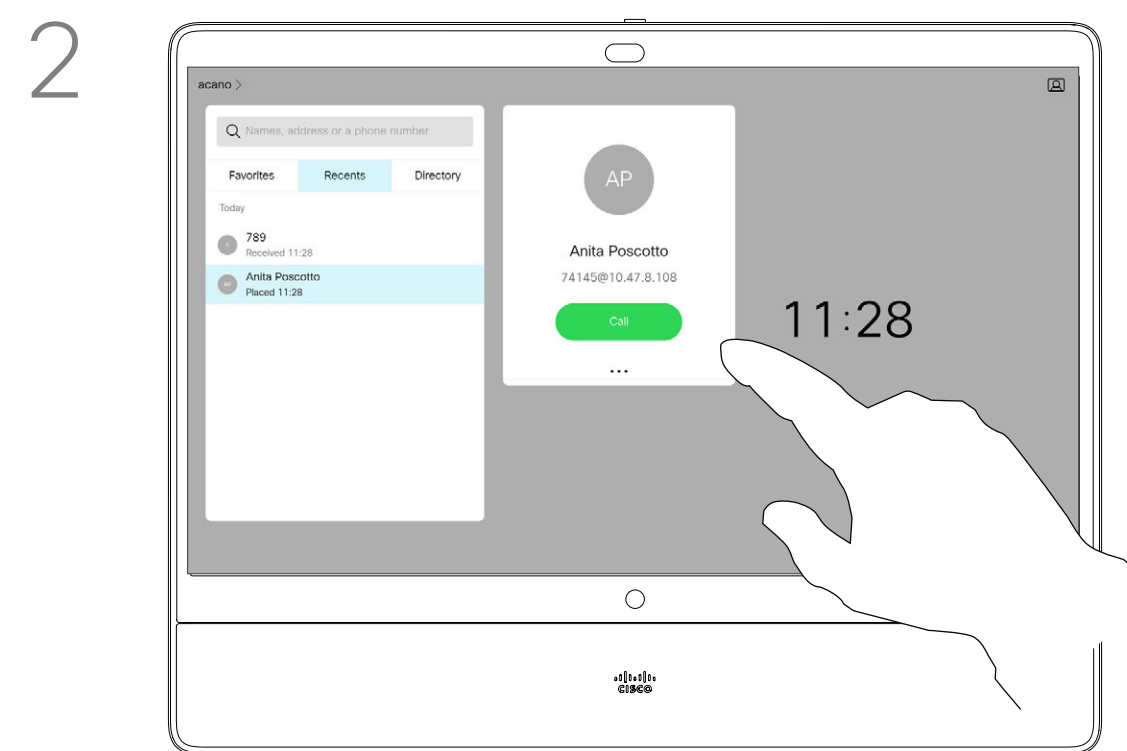 2
acano >
Names, address or a phone number
Favorites Recents Directory
Today
789
Received 11:28
AP Anita Poscotto
Placed 11:28
AP
Anita Poscotto
74145@10.47.8.108
Call
...
11:28
CISCO